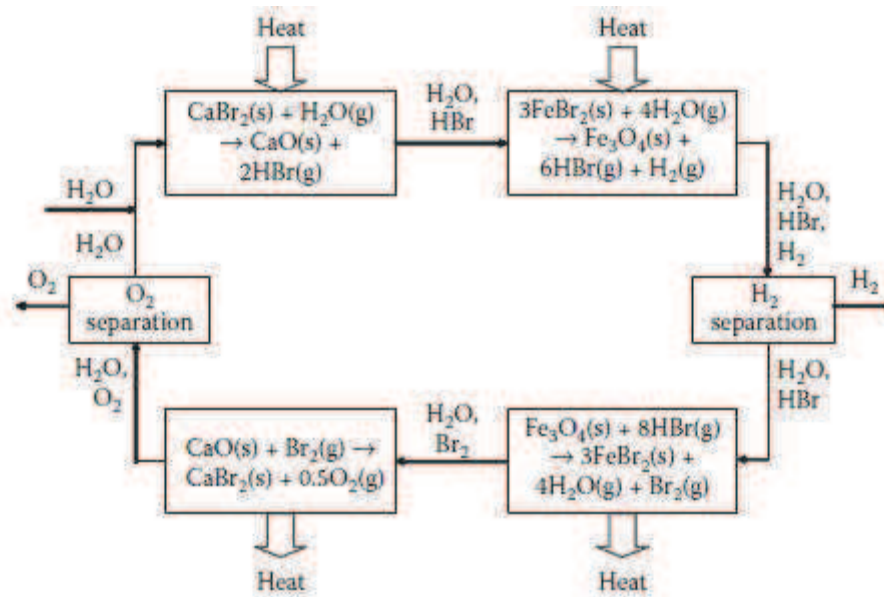 Heat
Heat
CaBr₂(s) + H₂O(g)
→ CaO(s) +
2HBr(g)
H₂O,
HBr
3FeBr₂(s) + 4H₂O(g)
→ Fe₃O₄(s) +
6HBr(g) + H₂(g)
H₂O
H₂O
H₂O,
HBr,
H₂
O₂
O₂
separation
H₂
separation
H₂
H₂O,
O₂
H₂O,
HBr
CaO(s) + Br₂(g) →
CaBr₂(s) + 0.5O₂(g)
H₂O,
Br₂
Fe₃O₄(s) + 8HBr(g)
→ 3FeBr₂(s) +
4H₂O(g) + Br₂(g)
Heat
Heat